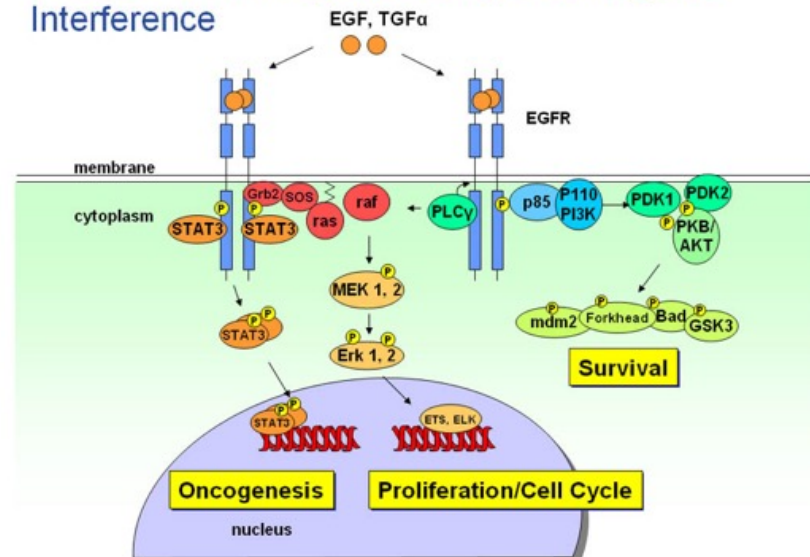 Interference
EGF, TGFα
EGFR
membrane
cytoplasm
Grb2
SOS
ras
raf
PLCγ
P
P
P
p85
P110
PI3K
PDK1
PDK2
P
P
PKB/
AKT
STAT3
STAT3
P
MEK 1, 2
P
P
STAT3
P
P
Erk 1, 2
P
P
P
P
mdm2
Forkhead
Bad
GSK3
Survival
P
P
STAT3
ETS, ELK
Oncogenesis
Proliferation/Cell Cycle
nucleus